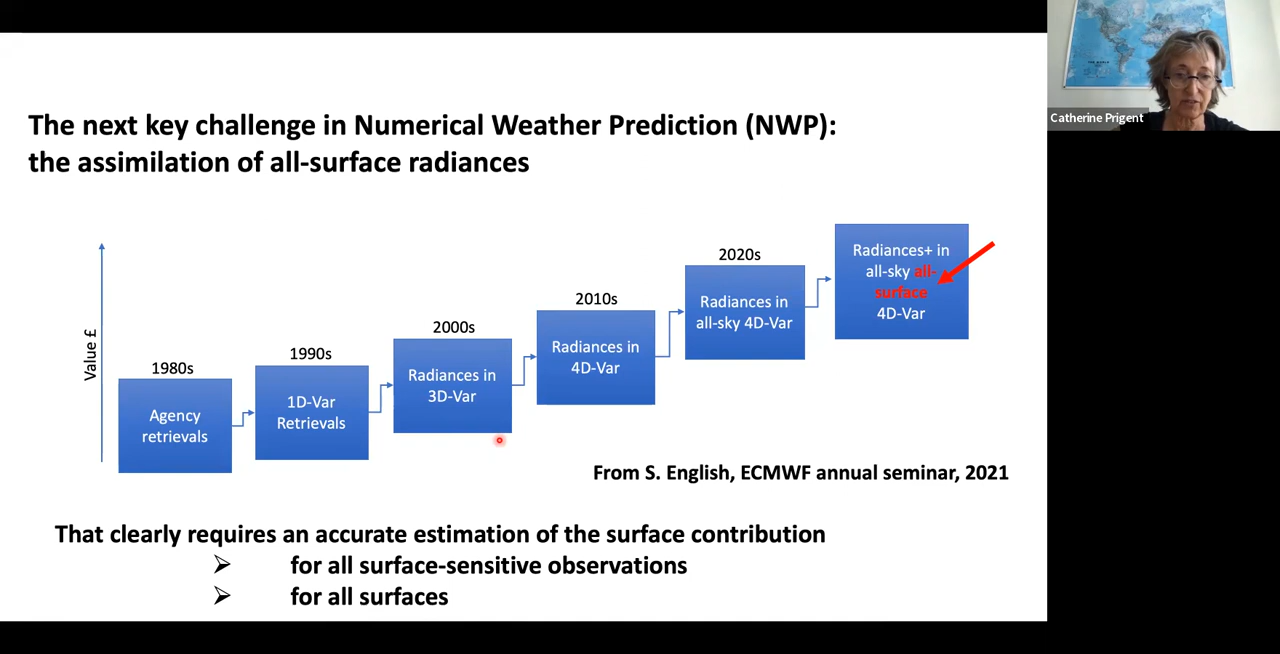 The next key challenge in Numerical Weather Prediction (NWP):
the assimilation of all-surface radiances
Value £
1980s
Agency
retrievals
1990s
1D-Var
Retrievals
2000s
Radiances in
3D-Var
2010s
Radiances in
4D-Var
2020s
Radiances in
all-sky 4D-Var
Radiances+ in
all-sky all-
surface
4D-Var
From S. English, ECMWF annual seminar, 2021
That clearly requires an accurate estimation of the surface contribution
➢ for all surface-sensitive observations
➢ for all surfaces
Catherine Prigent